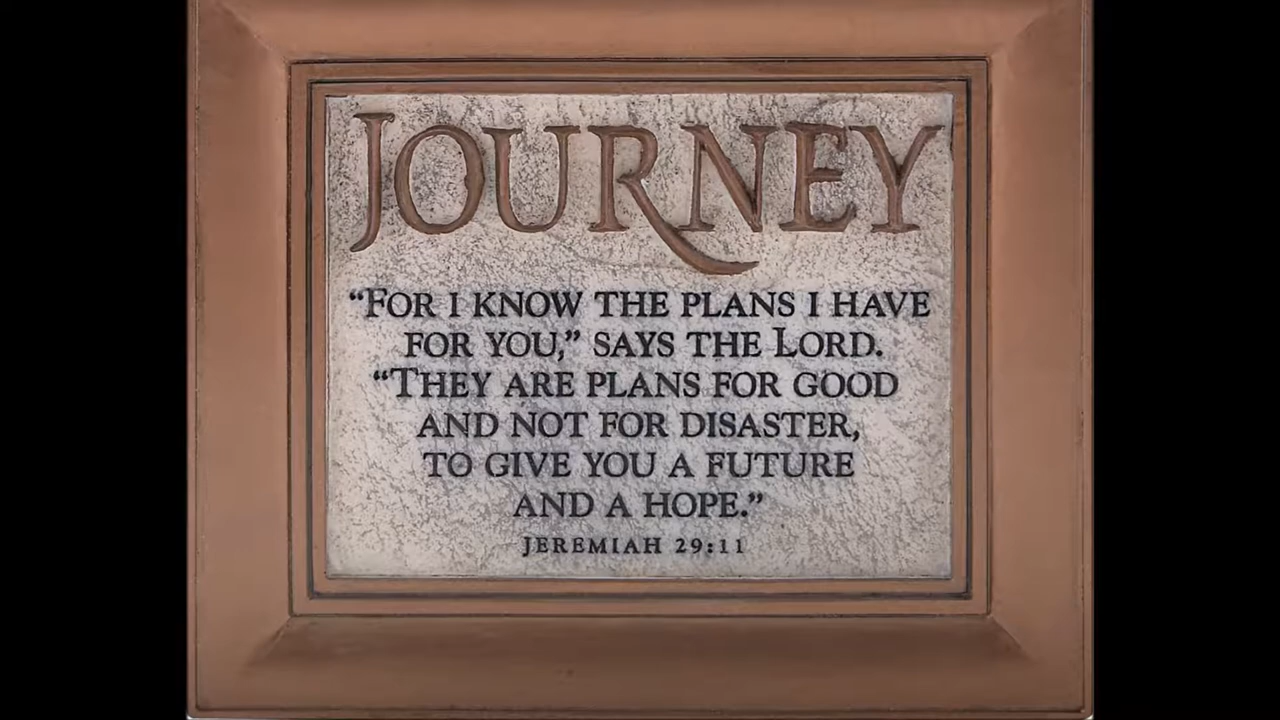 JOURNEY
“FOR I KNOW THE PLANS I HAVE
FOR YOU,” SAYS THE LORD.
“THEY ARE PLANS FOR GOOD
AND NOT FOR DISASTER,
TO GIVE YOU A FUTURE
AND A HOPE.”
JEREMIAH 29:11